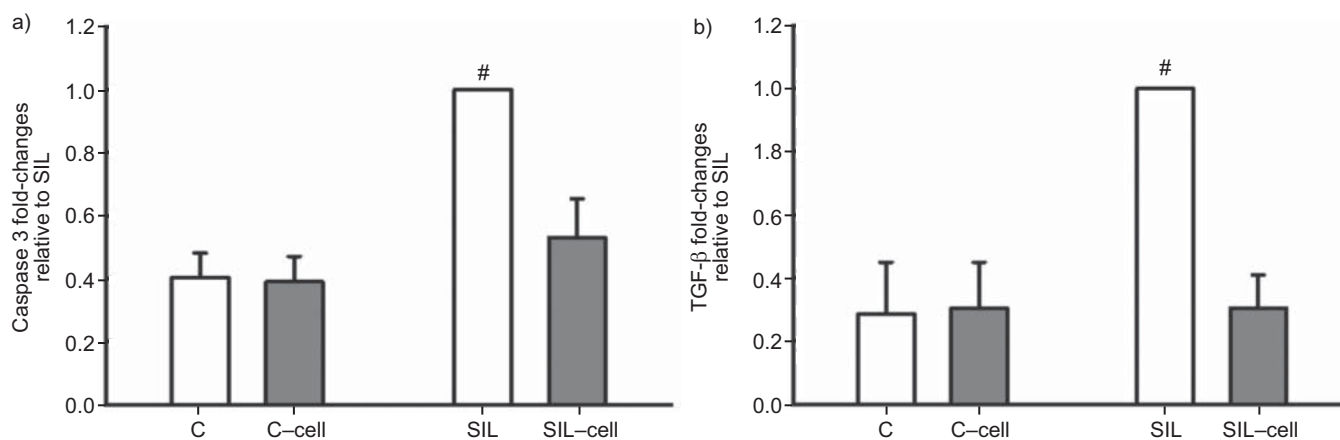 a)
Caspase 3 fold-changes
relative to SIL
1.2
1.0
0.8
0.6
0.4
0.2
0.0
#
C
C–cell
SIL
SIL–cell
b)
TGF-β fold-changes
relative to SIL
1.2
1.0
1.8
0.6
0.4
0.2
0.0
#
C
C–cell
SIL
SIL–cell